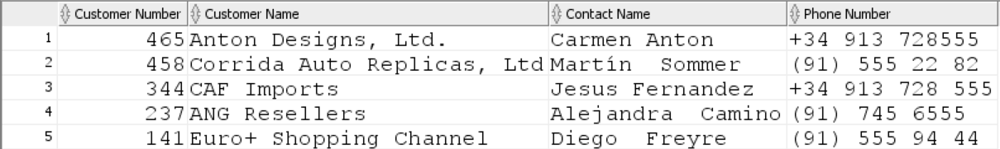 Customer Number Customer Name Contact Name Phone Number
1 465 Anton Designs, Ltd. Carmen Anton +34 913 728555
2 458 Corrida Auto Replicas, Ltd Martín  Sommer (91) 555 22 82
3 344 CAF Imports Jesus Fernandez +34 913 728 555
4 237 ANG Resellers Alejandra  Camino (91) 745 6555
5 141 Euro+ Shopping Channel Diego  Freyre (91) 555 94 44